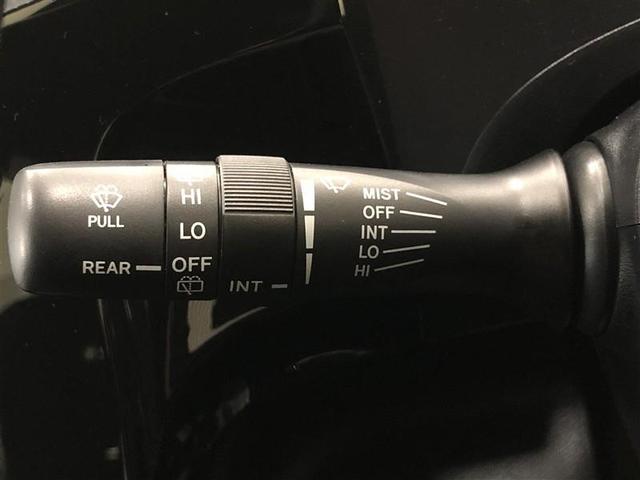 PULL
REAR
HI
LO
OFF
INT
MIST
OFF
INT
LO
HI